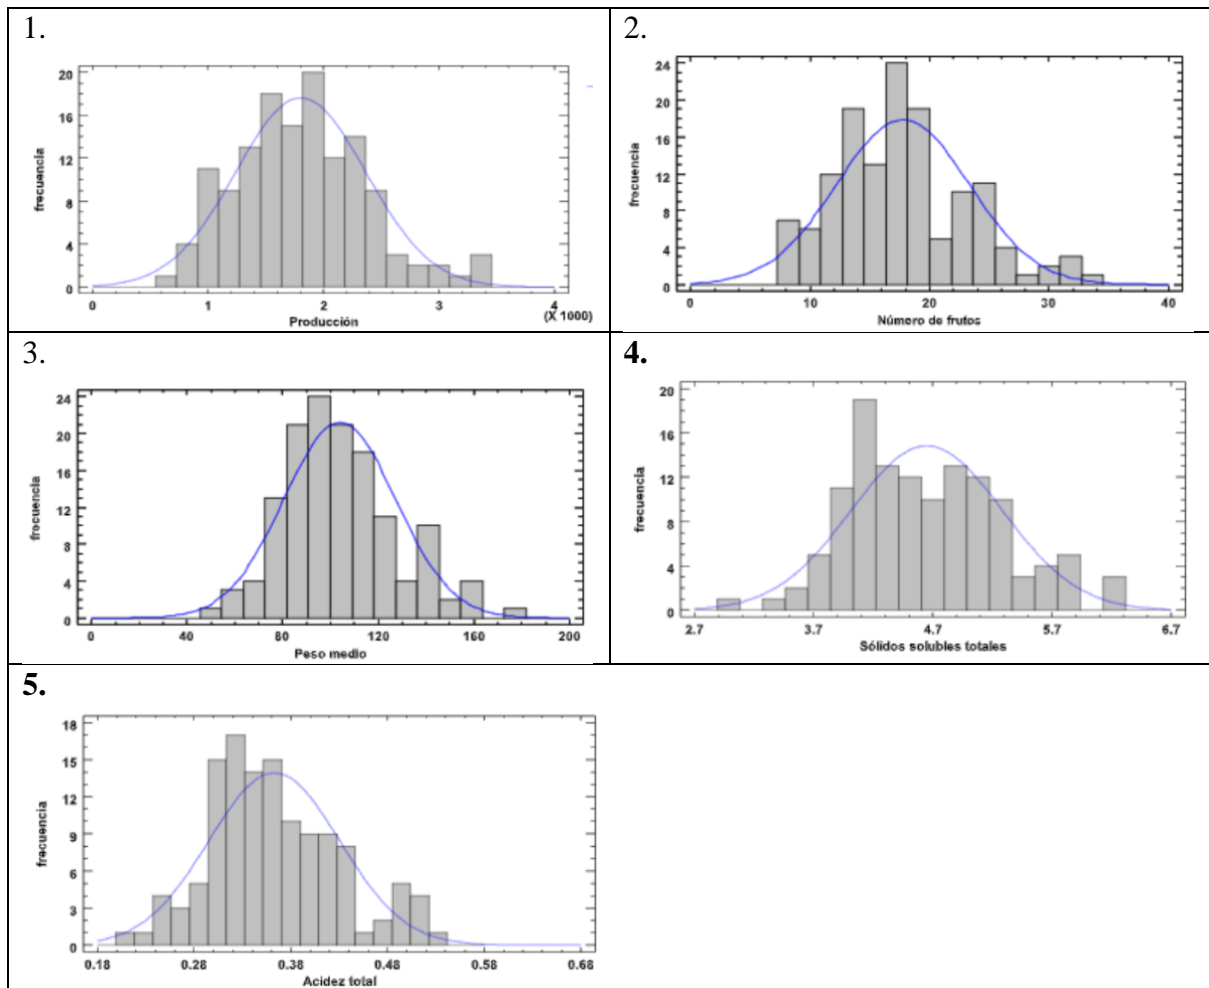 1.
20
16
12
8
4
0
frecuencia
0 1 2 3 4
(X 1000)
Producción
2.
24
20
16
12
8
4
0
frecuencia
0 10 20 30 40
Número de frutos
3.
24
20
16
12
8
4
0
frecuencia
0 40 80 120 160 200
Peso medio
4.
20
16
12
8
4
0
frecuencia
2.7 3.7 4.7 5.7 6.7
Sólidos solubles totales
5.
18
15
12
9
6
3
0
frecuencia
0.18 0.28 0.38 0.48 0.58 0.68
Acidez total